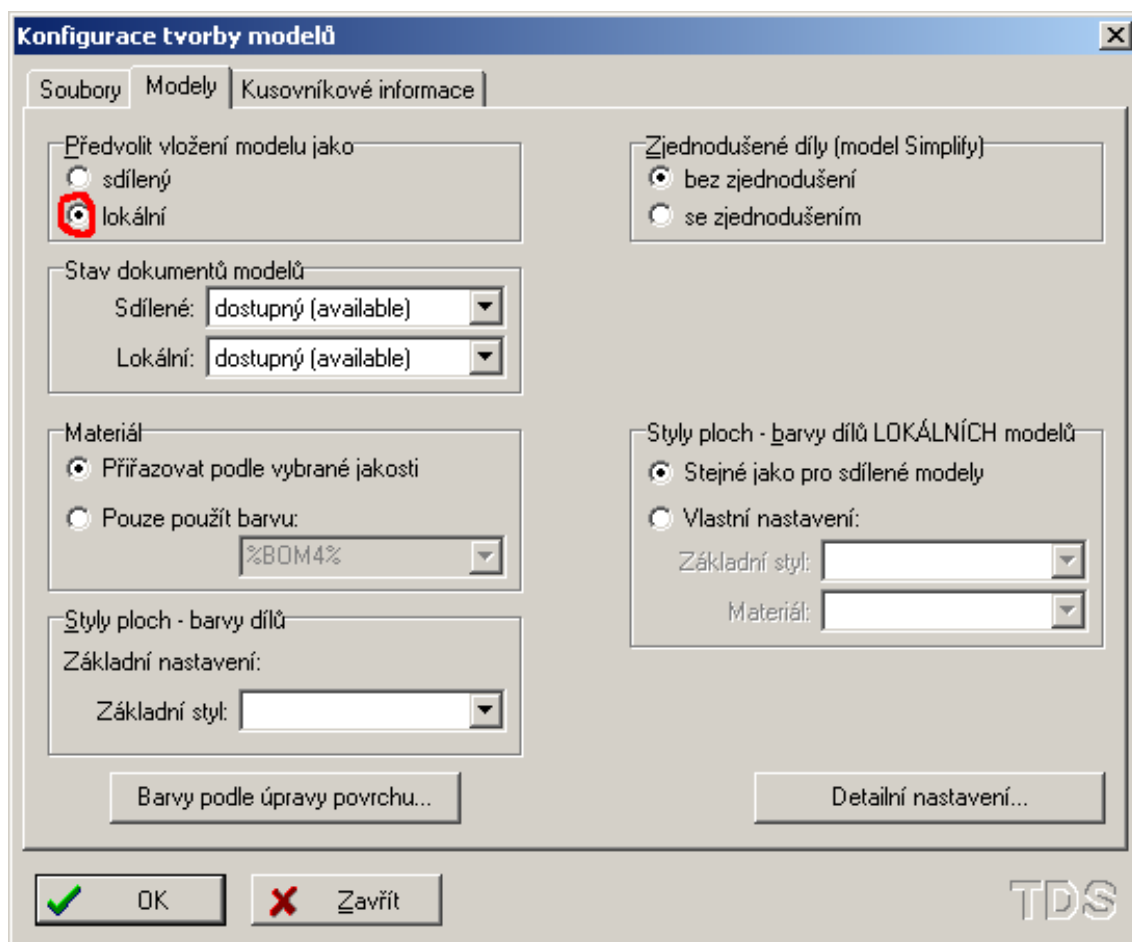 Konfigurace tvorby modelů
Soubory
Modely
Kusovníkové informace
Předvolit vložení modelu jako
sdílený
lokální
Zjednodušené díly (model Simplify)
bez zjednodušení
se zjednodušením
Stav dokumentů modelů
Sdílené: dostupný (available)
Lokální: dostupný (available)
Materiál
Přiřazovat podle vybrané jakosti
Pouze použít barvu:
%BOM4%
Styly ploch - barvy dílů LOKÁLNÍCH modelů
Stejné jako pro sdílené modely
Vlastní nastavení:
Základní styl:
Materiál:
Styly ploch - barvy dílů
Základní nastavení:
Základní styl:
Barvy podle úpravy povrchu...
Detailní nastavení...
OK
Zavřít
TDS